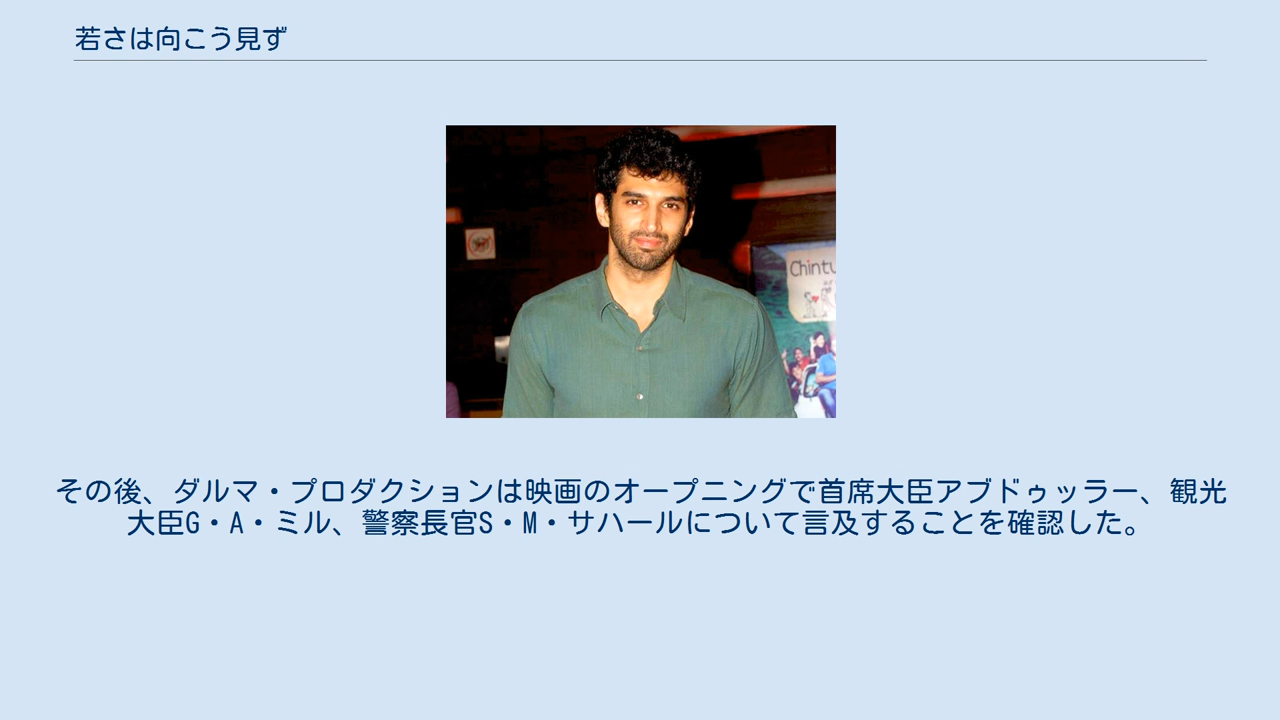 若さは向こう見ず
Chintu
その後、ダルマ・プロダクションは映画のオープニングで首席大臣アブドゥッラー、観光
大臣G・A・ミル、警察長官S・M・サハールについて言及することを確認した。